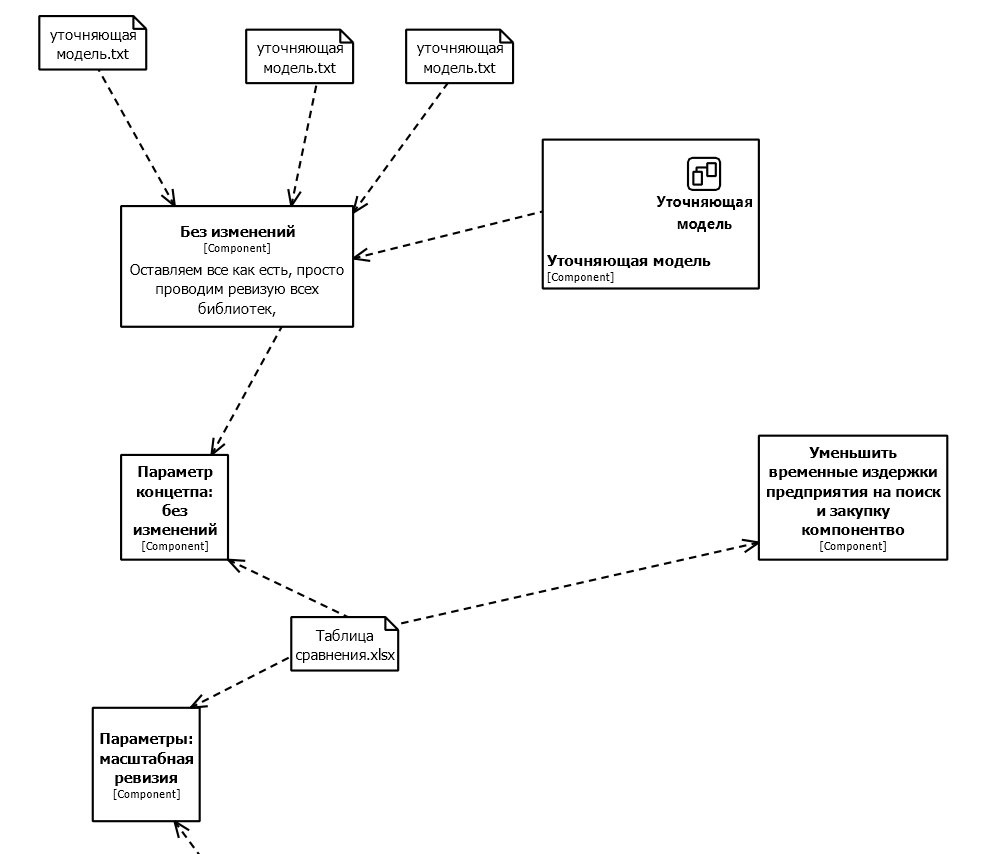 уточняющая
модель.txt
уточняющая
модель.txt
уточняющая
модель.txt
Уточняющая
модель
Уточняющая модель
[Component]
Без изменений
[Component]
Оставляем все как есть, просто
проводим ревизую всех
библиотек,
Параметр
концетпа:
без
изменений
[Component]
Уменьшить
временные издержки
предприятия на поиск
и закупку
компонентво
[Component]
Таблица
сравнения.xlsx
Параметры:
масштабная
ревизия
[Component]